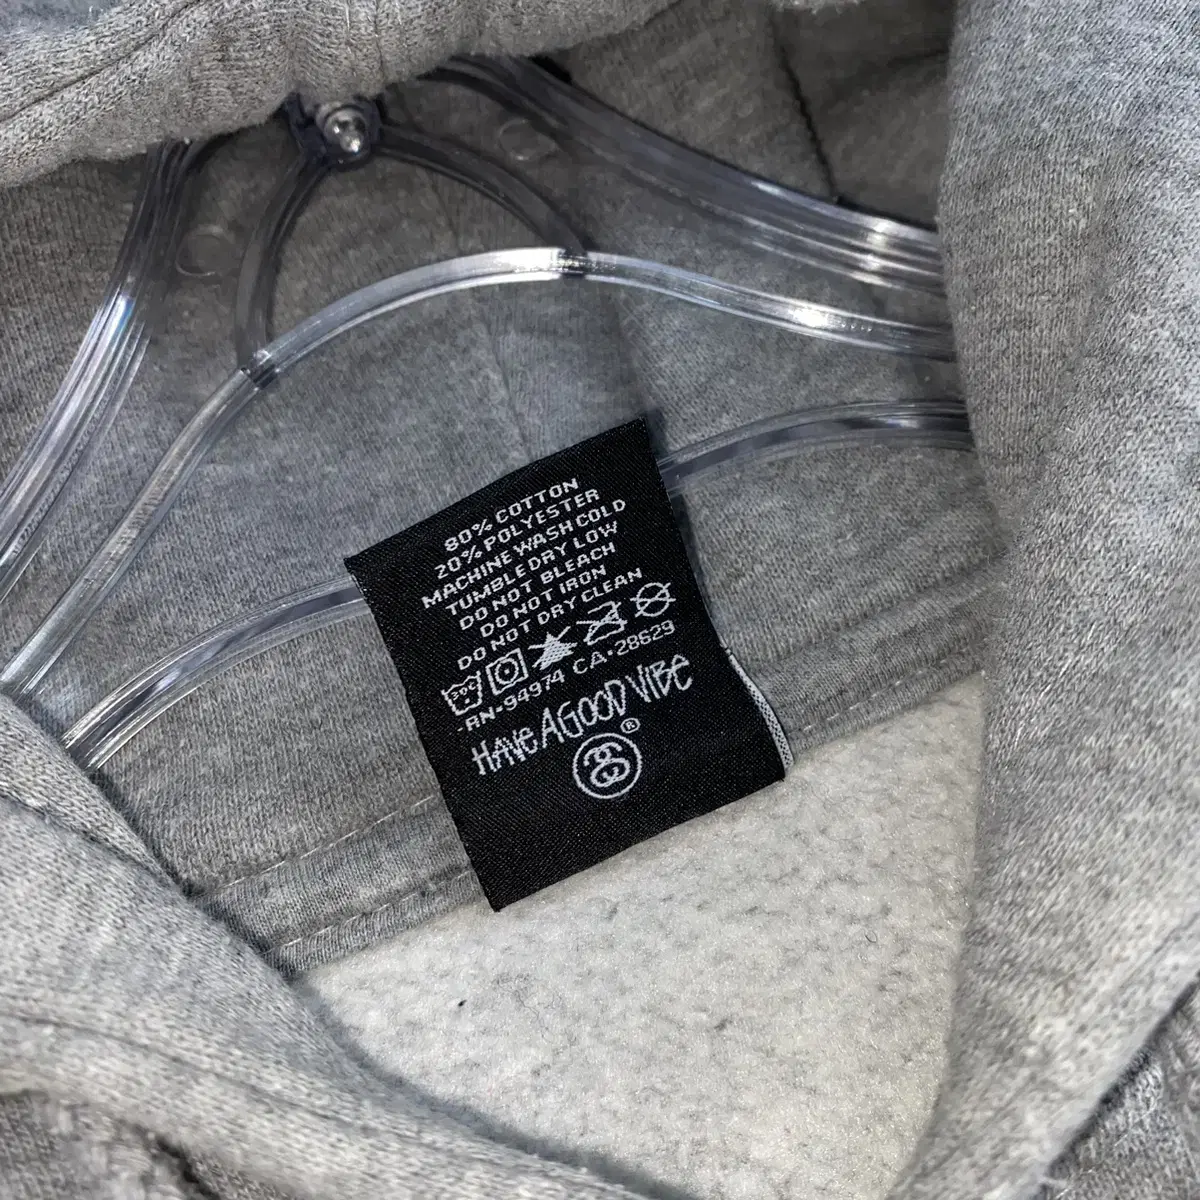 80% COTTON
20% POLYESTER
MACHINE WASH COLD
TUMBLE DRY LOW
DO NOT BLEACH
DO NOT IRON
DO NOT DRY CLEAN
30°C
RN-94974 CA•28629
HAVE A GOOD VIBE
®